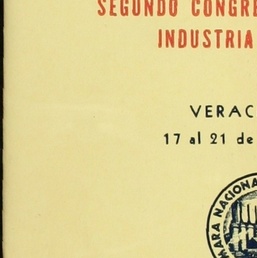 SEGUNDO CONGRE
INDUSTRIA
VERAC
17 al 21 de
MARA NACIONA